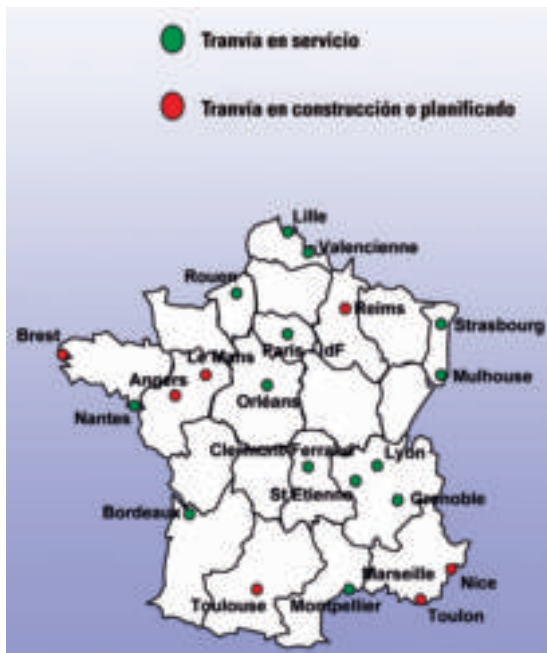 Tranvía en servicio
Tranvía en construcción o planificado
Lille
Valencienne
Rouen
Reims
Strasbourg
Brest
Le Mans
Paris - IdF
Mulhouse
Angers
Orléans
Nantes
Clermont-Ferrand
Lyon
St Etienne
Grenoble
Bordeaux
Marseille
Nice
Toulouse
Montpellier
Toulon